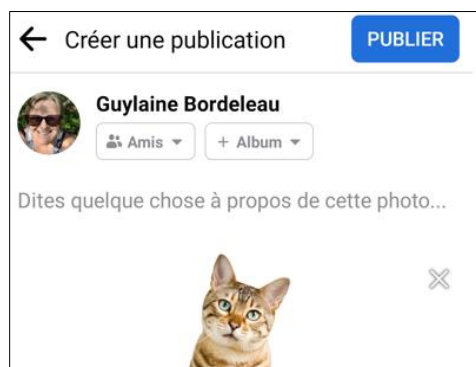 Créer une publication
PUBLIER
Guylaine Bordeleau
Amis
+ Album
Dites quelque chose à propos de cette photo...